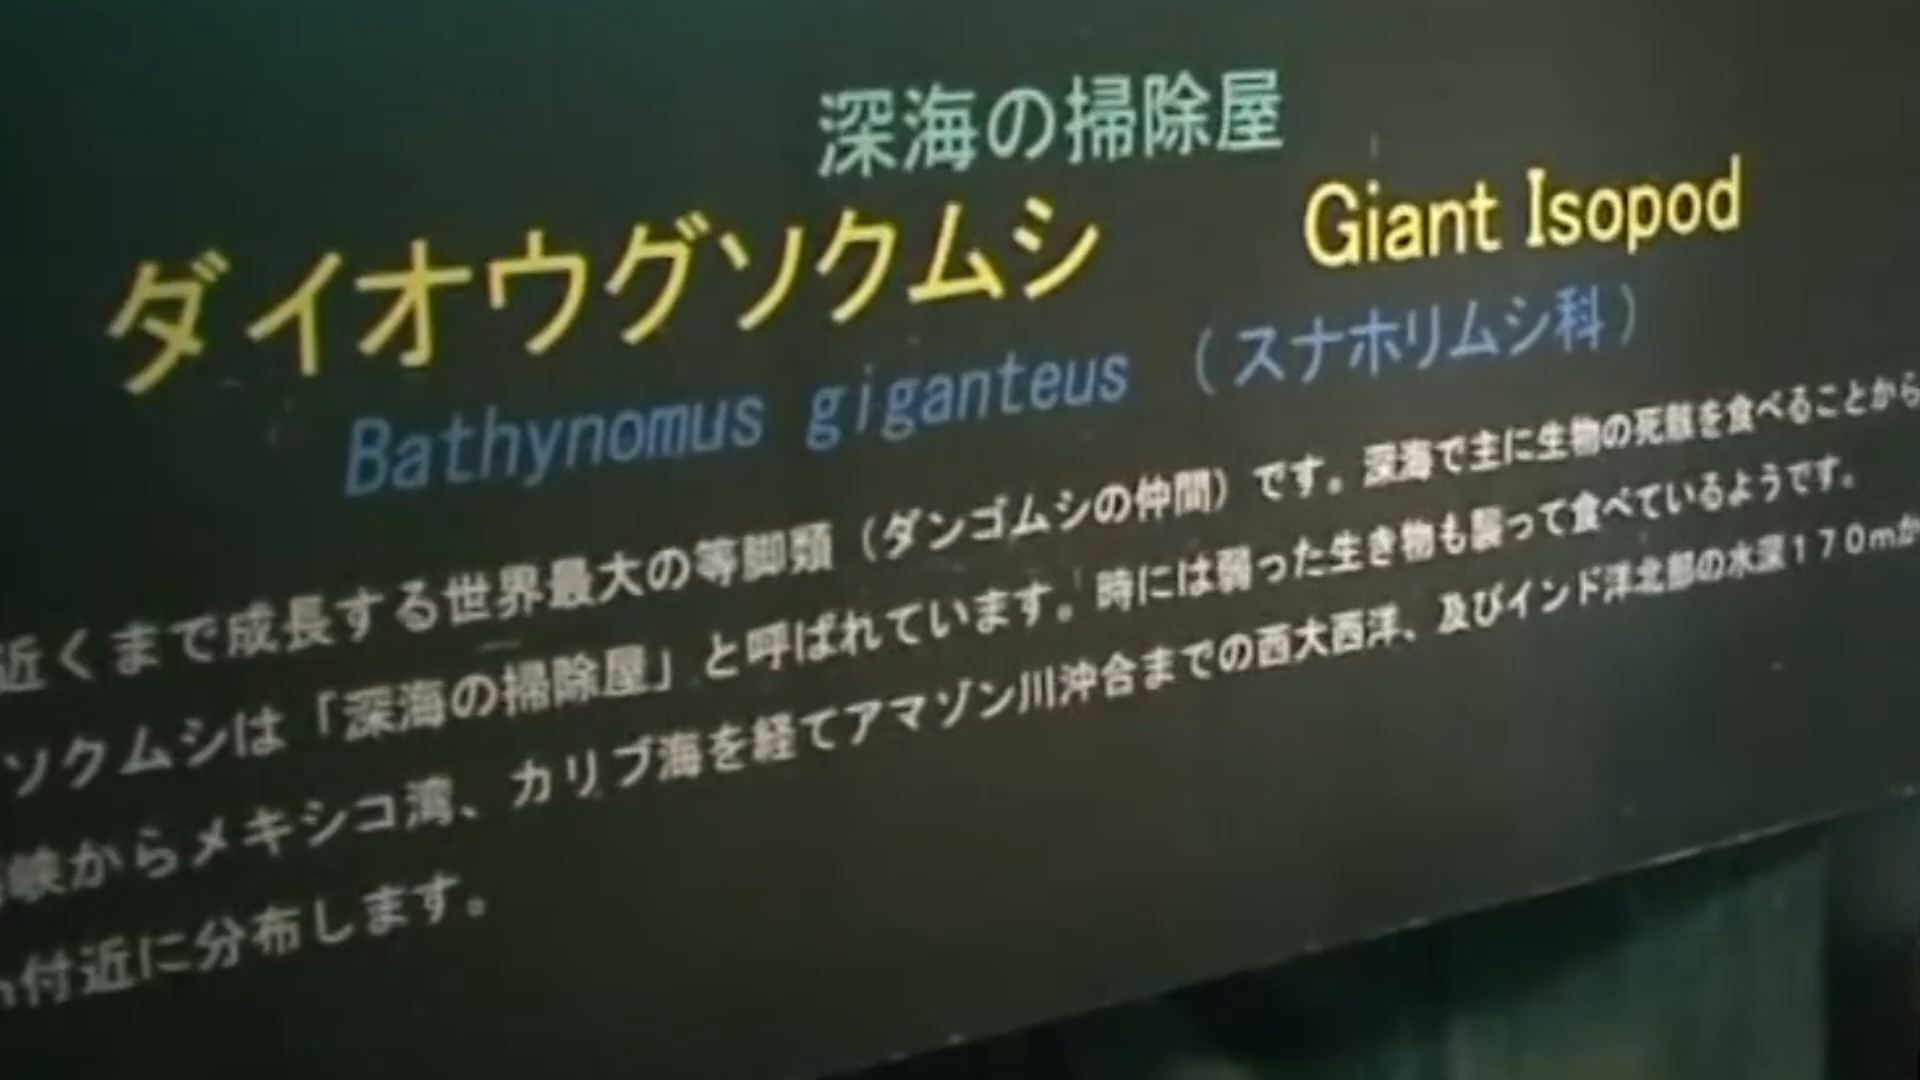 深海の掃除屋
ダイオウグソクムシ Giant Isopod
Bathynomus giganteus (スナホリムシ科)
近くまで成長する世界最大の等脚類（ダンゴムシの仲間）です。深海で主に生物の死骸を食べることから
ソクムシは「深海の掃除屋」と呼ばれています。時には弱った生き物も襲って食べているようです。
峡からメキシコ湾、カリブ海を経てアマゾン川沖合までの西大西洋、及びインド洋北部の水深170mか
付近に分布します。